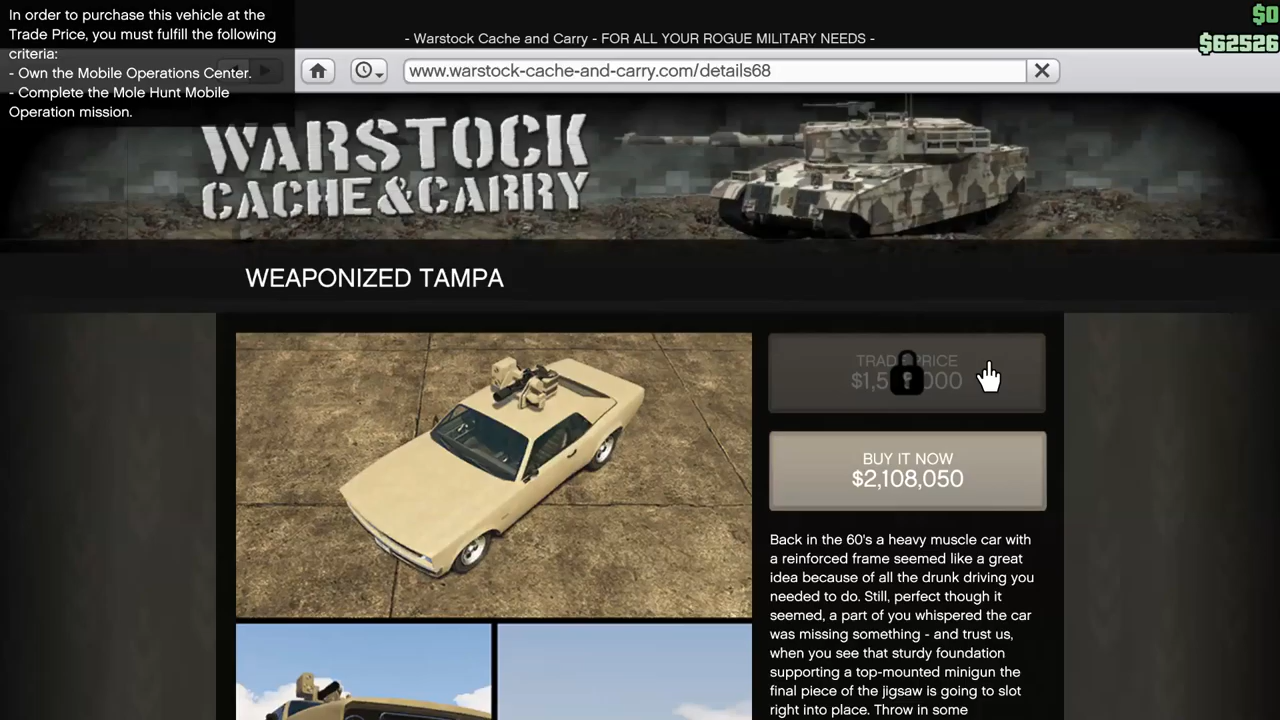 In order to purchase this vehicle at the
Trade Price, you must fulfill the following
criteria:
- Own the Mobile Operations Center.
- Complete the Mole Hunt Mobile
Operation mission.
$0
$62526
- Warstock Cache and Carry - FOR ALL YOUR ROGUE MILITARY NEEDS -
www.warstock-cache-and-carry.com/details68
WARSTOCK
CACHE & CARRY
WEAPONIZED TAMPA
TRADE PRICE
BUY IT NOW
$2,108,050
Back in the 60's a heavy muscle car with
a reinforced frame seemed like a great
idea because of all the drunk driving you
needed to do. Still, perfect though it
seemed, a part of you whispered the car
was missing something - and trust us,
when you see that sturdy foundation
supporting a top-mounted minigun the
final piece of the jigsaw is going to slot
right into place. Throw in some